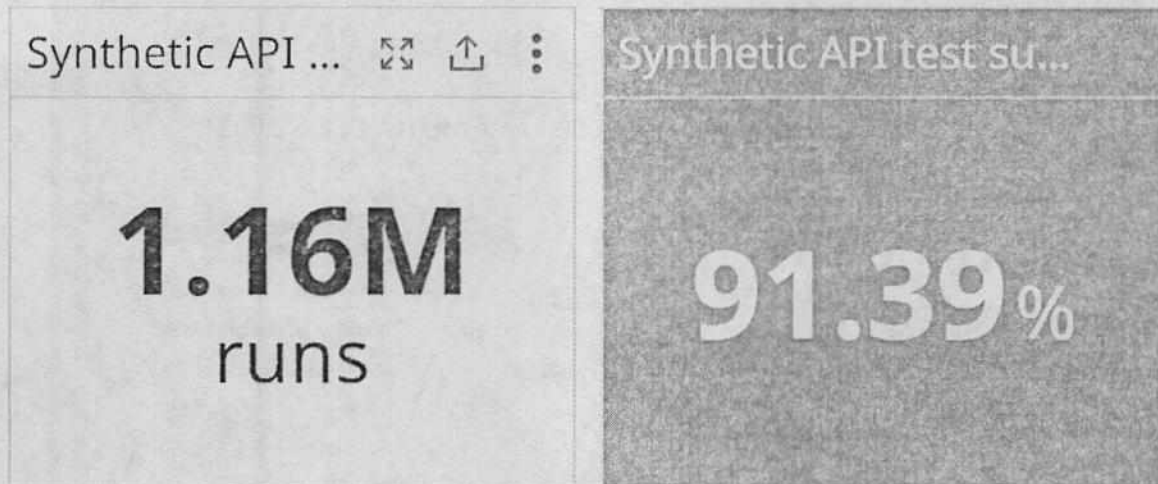 Synthetic API ...
1.16M
runs
Synthetic API test su...
91.39 %